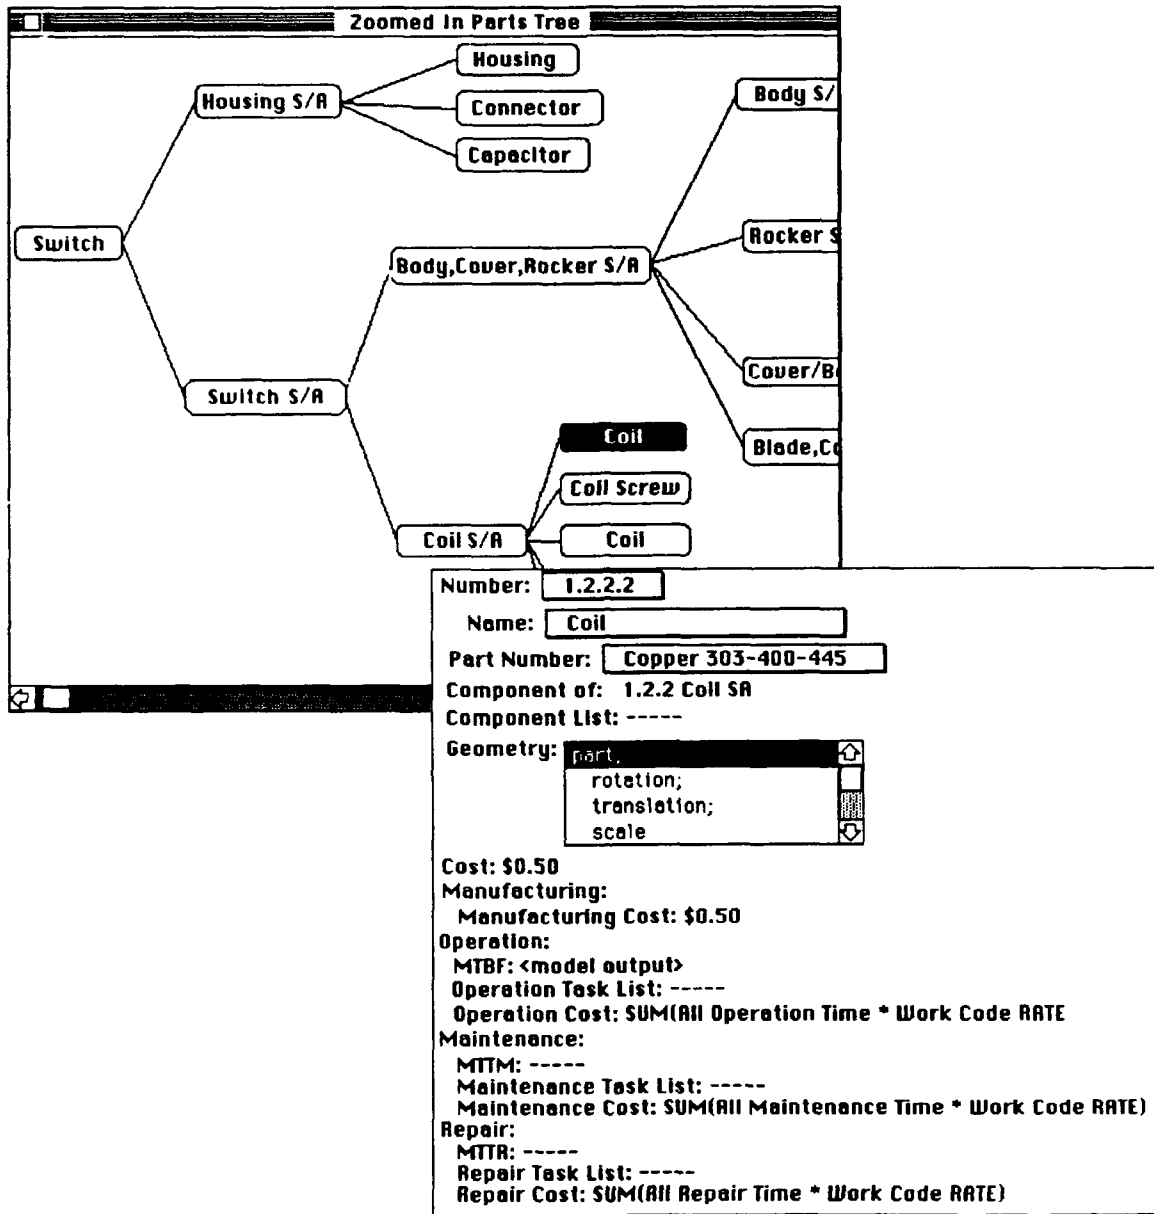 Zoomed In Parts Tree
Housing
Housing S/A
Connector
Capacitor
Body S/
Switch
Rocker S
Body,Cover,Rocker S/A
Cover/B
Switch S/A
Coil
Blade,Co
Coil Screw
Coil S/A
Coil
Number: 1.2.2.2
Name: Coil
Part Number: Copper 303-400-445
Component of: 1.2.2 Coil SA
Component List: -----
Geometry: part,
rotation;
translation;
scale
Cost: $0.50
Manufacturing:
Manufacturing Cost: $0.50
Operation:
MTBF: <model output>
Operation Task List: -----
Operation Cost: SUM(All Operation Time * Work Code RATE
Maintenance:
MTTM: -----
Maintenance Task List: -----
Maintenance Cost: SUM(All Maintenance Time * Work Code RATE)
Repair:
MTTR: -----
Repair Task List: -----
Repair Cost: SUM(All Repair Time * Work Code RATE)